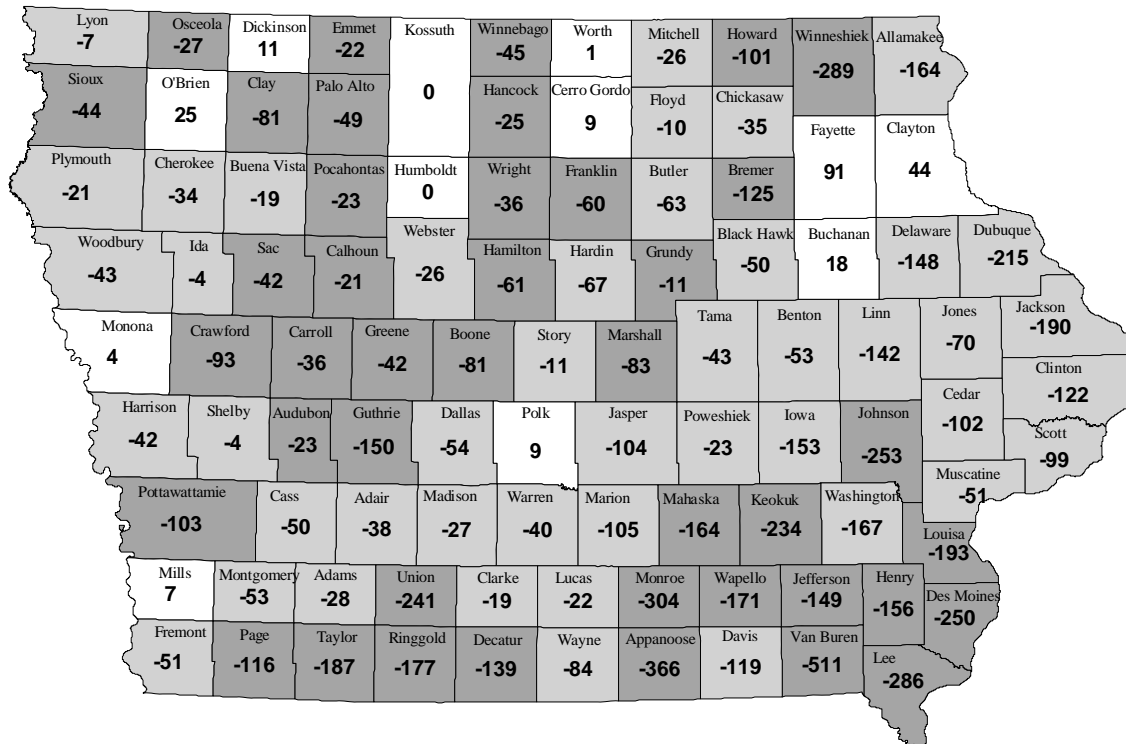 Lyon
-7
Osceola
-27
Dickinson
11
Emmet
-22
Kossuth
0
Winnebago
-45
Worth
1
Mitchell
-26
Howard
-101
Winneshiek
-289
Allamakee
-164
Sioux
-44
O'Brien
25
Clay
-81
Palo Alto
-49
Hancock
-25
Cerro Gordo
9
Floyd
-10
Chickasaw
-35
Fayette
91
Clayton
44
Plymouth
-21
Cherokee
-34
Buena Vista
-19
Pocahontas
-23
Humboldt
0
Wright
-36
Franklin
-60
Butler
-63
Bremer
-125
Woodbury
-43
Ida
-4
Sac
-42
Calhoun
-21
Webster
-26
Hamilton
-61
Hardin
-67
Grundy
-11
Black Hawk
-50
Buchanan
18
Delaware
-148
Dubuque
-215
Monona
4
Crawford
-93
Carroll
-36
Greene
-42
Boone
-81
Story
-11
Marshall
-83
Tama
-43
Benton
-53
Linn
-142
Jones
-70
Jackson
-190
Clinton
-122
Harrison
-42
Shelby
-4
Audubon
-23
Guthrie
-150
Dallas
-54
Polk
9
Jasper
-104
Poweshiek
-23
Iowa
-153
Johnson
-253
Cedar
-102
Scott
-99
Muscatine
-51
Pottawattamie
-103
Cass
-50
Adair
-38
Madison
-27
Warren
-40
Marion
-105
Mahaska
-164
Keokuk
-234
Washington
-167
Louisa
-193
Mills
7
Montgomery
-53
Adams
-28
Union
-241
Clarke
-19
Lucas
-22
Monroe
-304
Wapello
-171
Jefferson
-149
Henry
-156
Des Moines
-250
Fremont
-51
Page
-116
Taylor
-187
Ringgold
-177
Decatur
-139
Wayne
-84
Appanoose
-366
Davis
-119
Van Buren
-511
Lee
-286